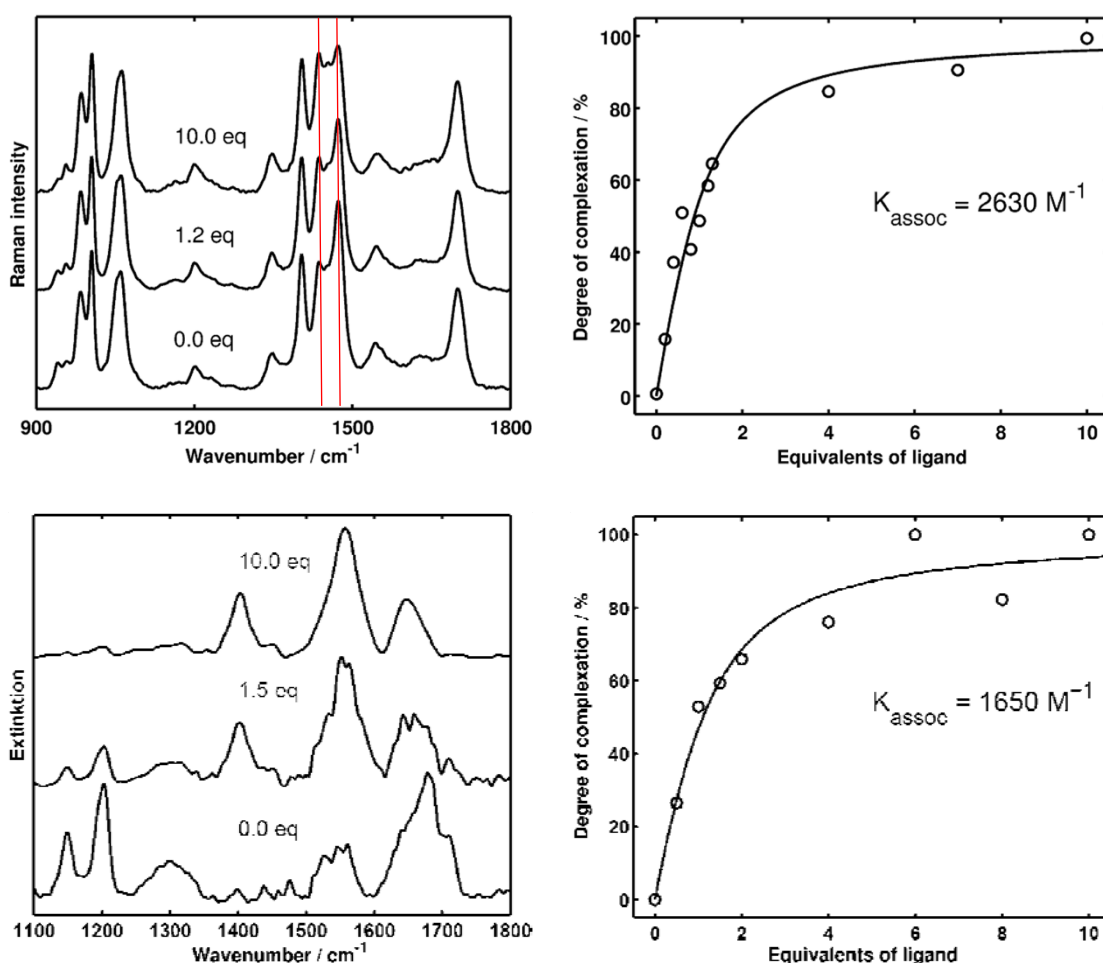 Raman intensity
10.0 eq
1.2 eq
0.0 eq
900 1200 1500 1800
Wavenumber / cm⁻¹
Degree of complexation / %
100
80
60
40
20
0
K_assoc = 2630 M⁻¹
0 2 4 6 8 10
Equivalents of ligand
Extinktion
10.0 eq
1.5 eq
0.0 eq
1100 1200 1300 1400 1500 1600 1700 1800
Wavenumber / cm⁻¹
Degree of complexation / %
100
80
60
40
20
0
K_assoc = 1650 M⁻¹
0 2 4 6 8 10
Equivalents of ligand